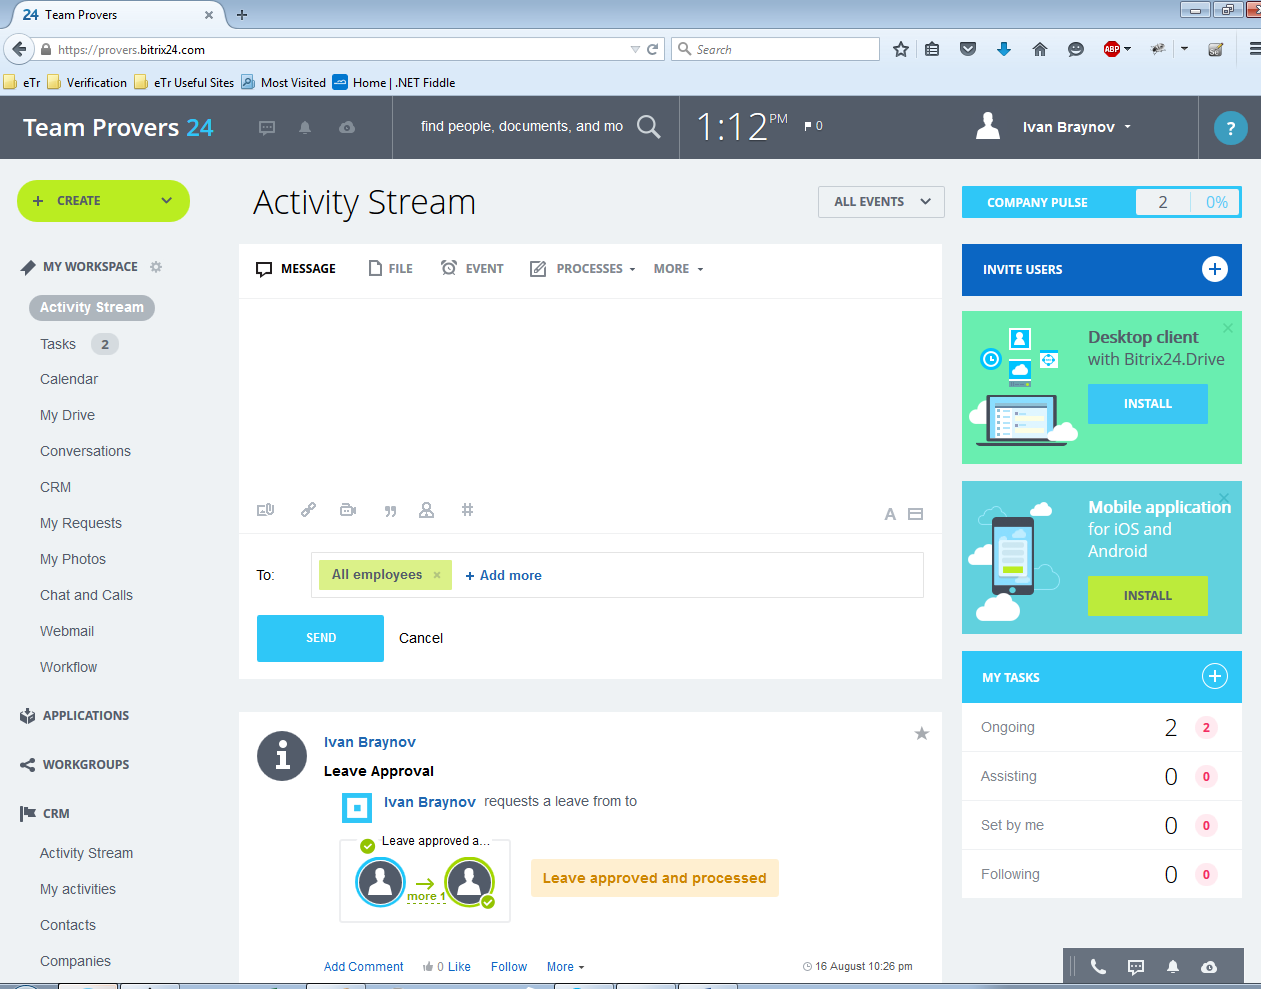 24 Team Provers
https://provers.bitrix24.com
Search
ABP
eTr
Verification
eTr Useful Sites
Most Visited
Home | .NET Fiddle
Team Provers 24
find people, documents, and mo
1:12 PM
0
Ivan Braynov
?
+ CREATE
Activity Stream
ALL EVENTS
COMPANY PULSE
2
0%
MY WORKSPACE
Activity Stream
Tasks 2
Calendar
My Drive
Conversations
CRM
My Requests
My Photos
Chat and Calls
Webmail
Workflow
APPLICATIONS
WORKGROUPS
CRM
Activity Stream
My activities
Contacts
Companies
MESSAGE
FILE
EVENT
PROCESSES
MORE
#
A
To:
All employees ×
+ Add more
SEND
Cancel
Ivan Braynov
Leave Approval
Ivan Braynov requests a leave from to
Leave approved a...
more 1
Leave approved and processed
Add Comment
0 Like
Follow
More
16 August 10:26 pm
INVITE USERS
Desktop client
with Bitrix24.Drive
INSTALL
Mobile application
for iOS and
Android
INSTALL
MY TASKS
Ongoing 2 2
Assisting 0 0
Set by me 0 0
Following 0 0